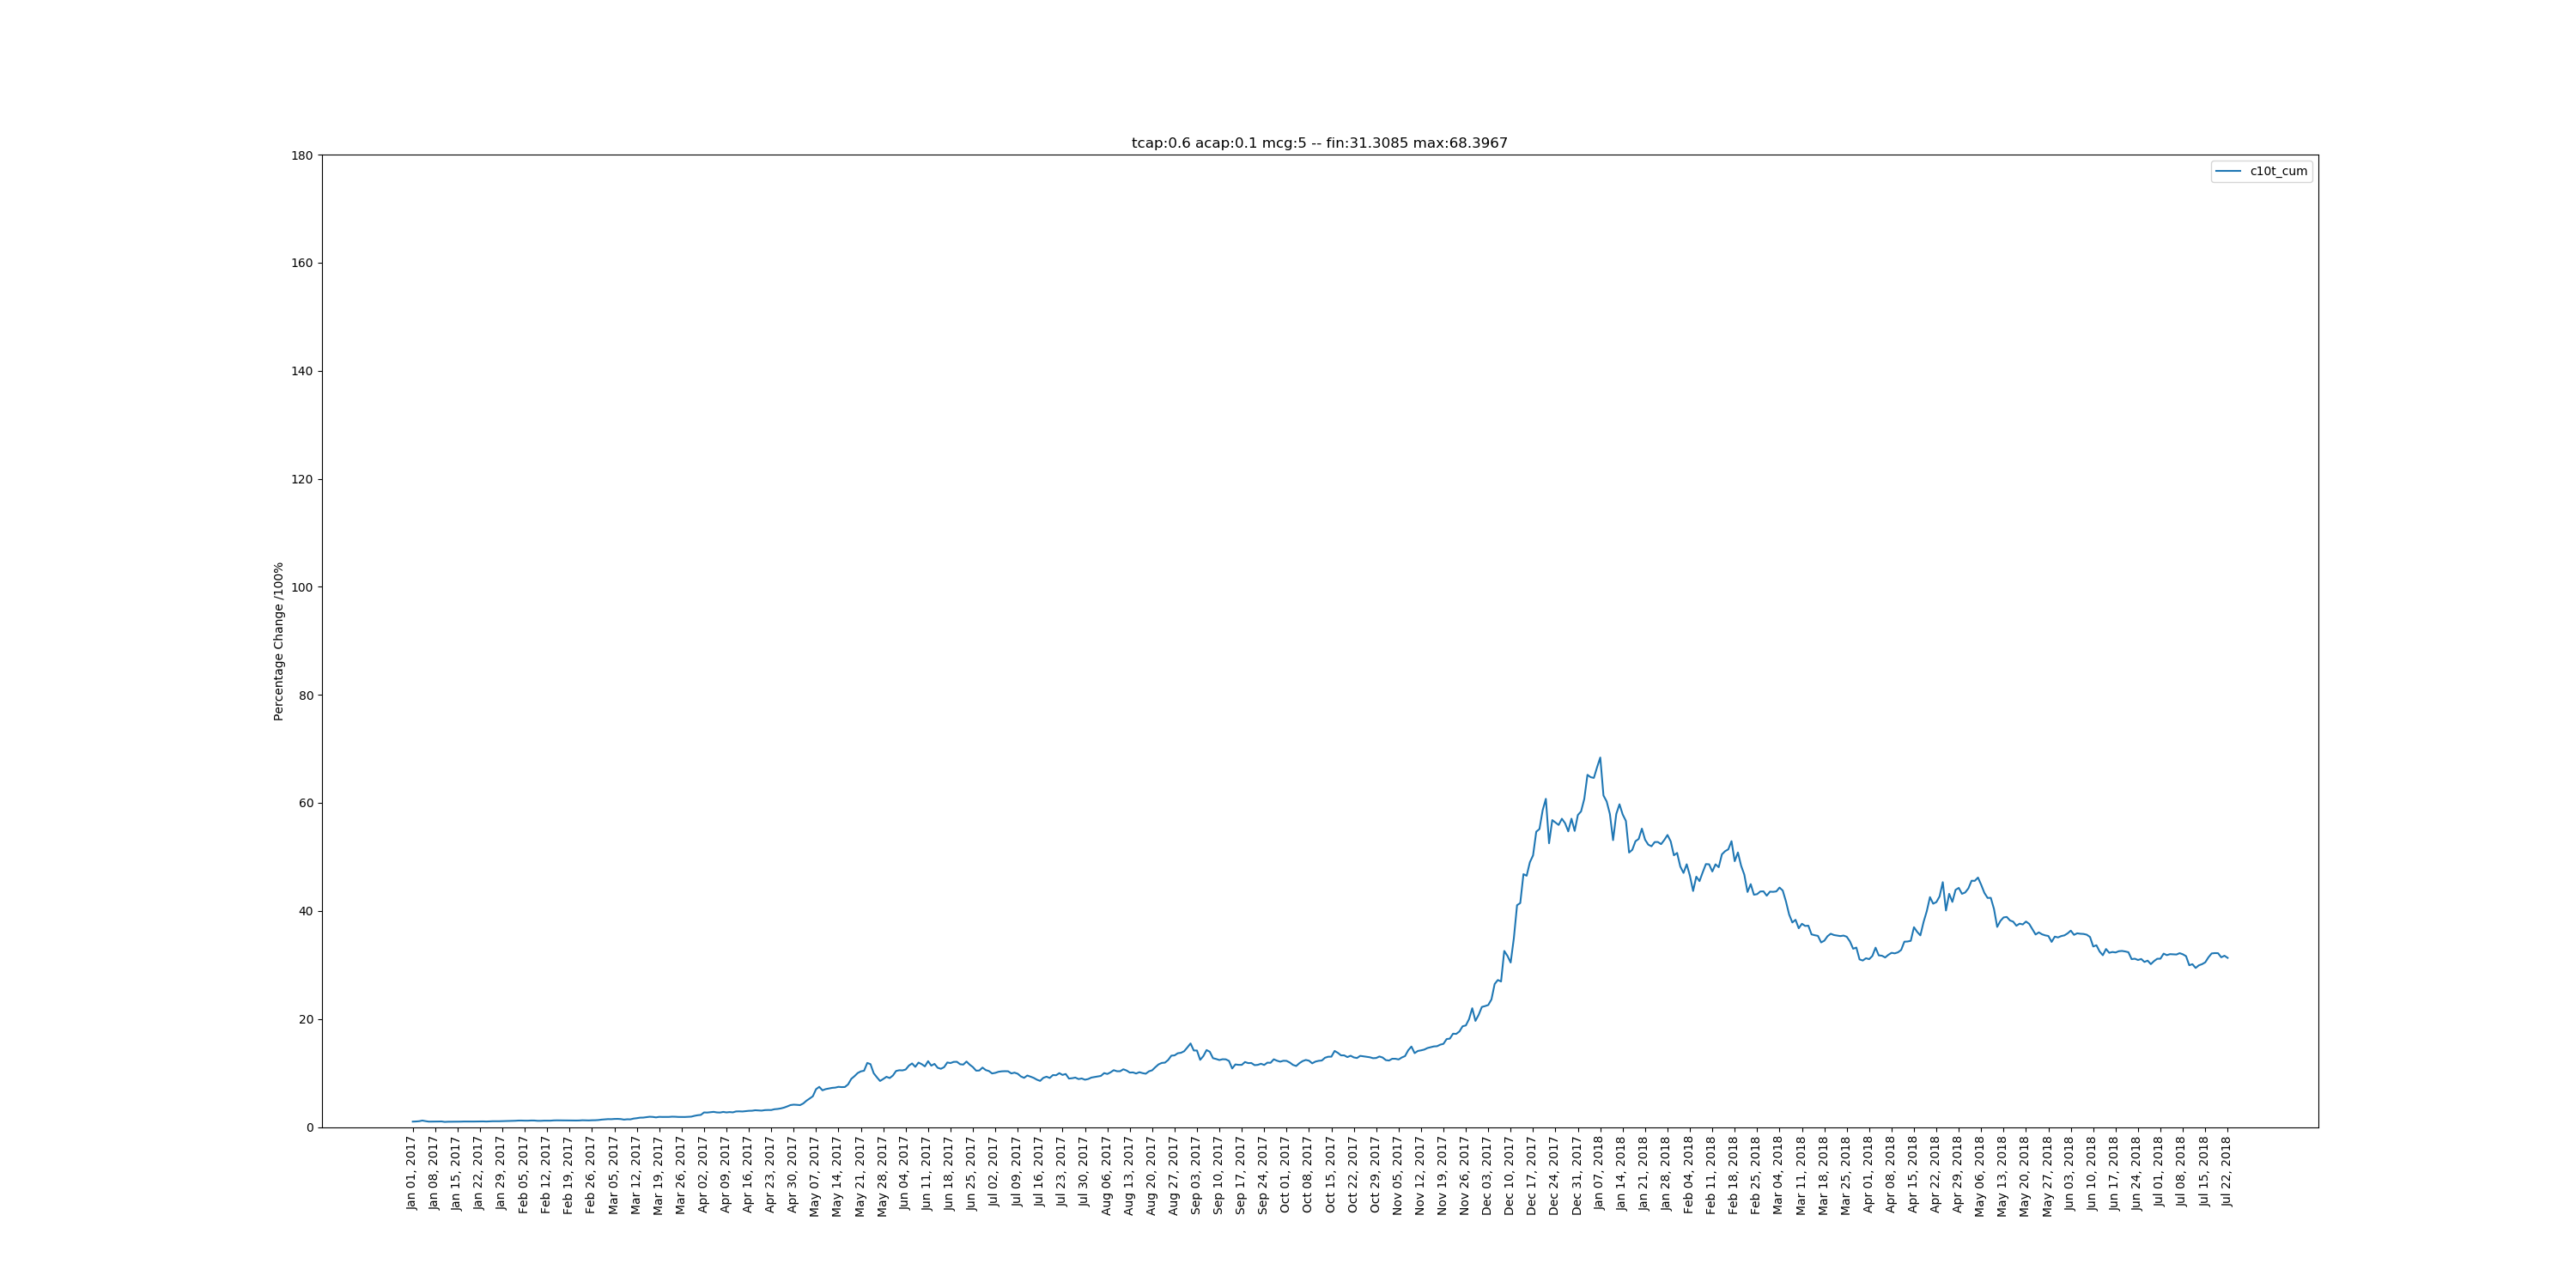 tcap:0.6 acap:0.1 mcg:5 -- fin:31.3085 max:68.3967
c10t_cum
180
160
140
120
100
80
60
40
20
0
Percentage Change /100%
Jan 01, 2017
Jan 08, 2017
Jan 15, 2017
Jan 22, 2017
Jan 29, 2017
Feb 05, 2017
Feb 12, 2017
Feb 19, 2017
Feb 26, 2017
Mar 05, 2017
Mar 12, 2017
Mar 19, 2017
Mar 26, 2017
Apr 02, 2017
Apr 09, 2017
Apr 16, 2017
Apr 23, 2017
Apr 30, 2017
May 07, 2017
May 14, 2017
May 21, 2017
May 28, 2017
Jun 04, 2017
Jun 11, 2017
Jun 18, 2017
Jun 25, 2017
Jul 02, 2017
Jul 09, 2017
Jul 16, 2017
Jul 23, 2017
Jul 30, 2017
Aug 06, 2017
Aug 13, 2017
Aug 20, 2017
Aug 27, 2017
Sep 03, 2017
Sep 10, 2017
Sep 17, 2017
Sep 24, 2017
Oct 01, 2017
Oct 08, 2017
Oct 15, 2017
Oct 22, 2017
Oct 29, 2017
Nov 05, 2017
Nov 12, 2017
Nov 19, 2017
Nov 26, 2017
Dec 03, 2017
Dec 10, 2017
Dec 17, 2017
Dec 24, 2017
Dec 31, 2017
Jan 07, 2018
Jan 14, 2018
Jan 21, 2018
Jan 28, 2018
Feb 04, 2018
Feb 11, 2018
Feb 18, 2018
Feb 25, 2018
Mar 04, 2018
Mar 11, 2018
Mar 18, 2018
Mar 25, 2018
Apr 01, 2018
Apr 08, 2018
Apr 15, 2018
Apr 22, 2018
Apr 29, 2018
May 06, 2018
May 13, 2018
May 20, 2018
May 27, 2018
Jun 03, 2018
Jun 10, 2018
Jun 17, 2018
Jun 24, 2018
Jul 01, 2018
Jul 08, 2018
Jul 15, 2018
Jul 22, 2018